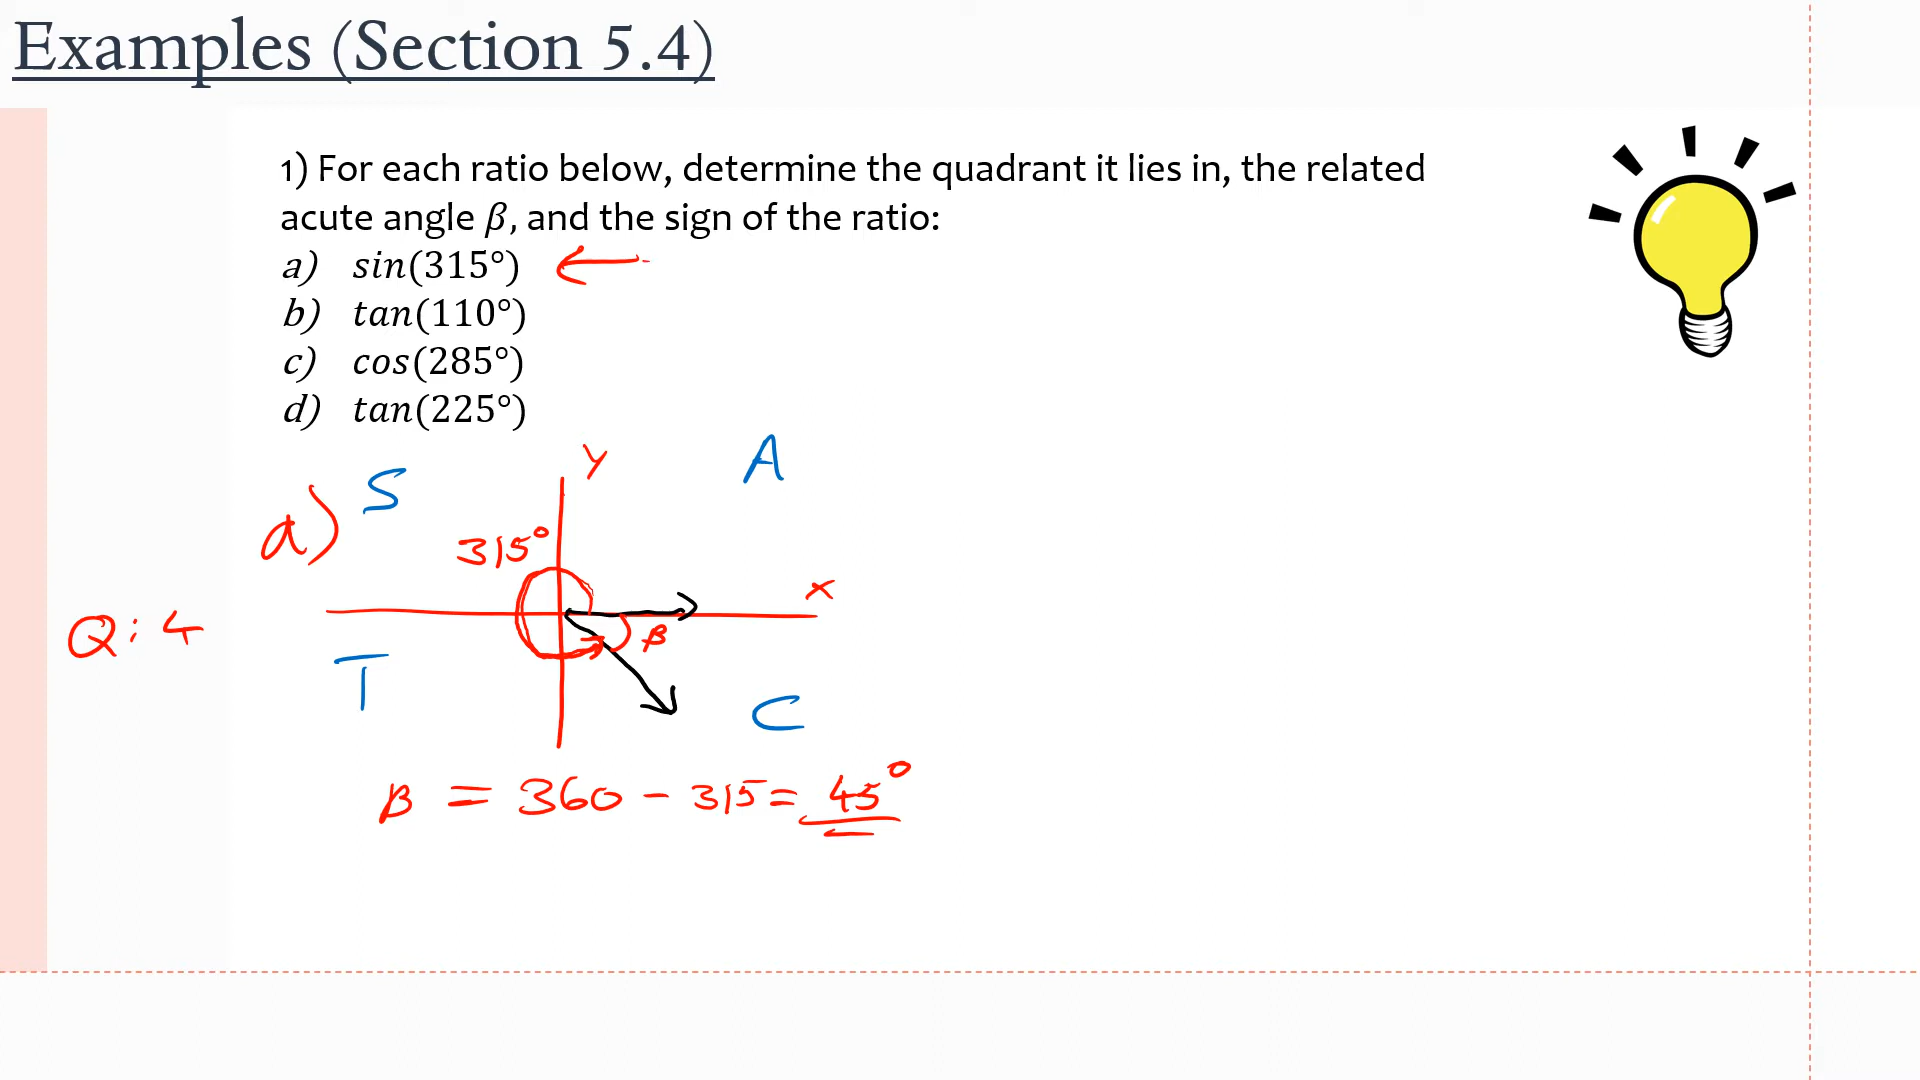 Examples (Section 5.4)
1) For each ratio below, determine the quadrant it lies in, the related
acute angle β, and the sign of the ratio:
a) sin(315°)
b) tan(110°)
c) cos(285°)
d) tan(225°)
y
A
S
a)
315°
x
Q: 4
β
T
C
β = 360 - 315 = 45°